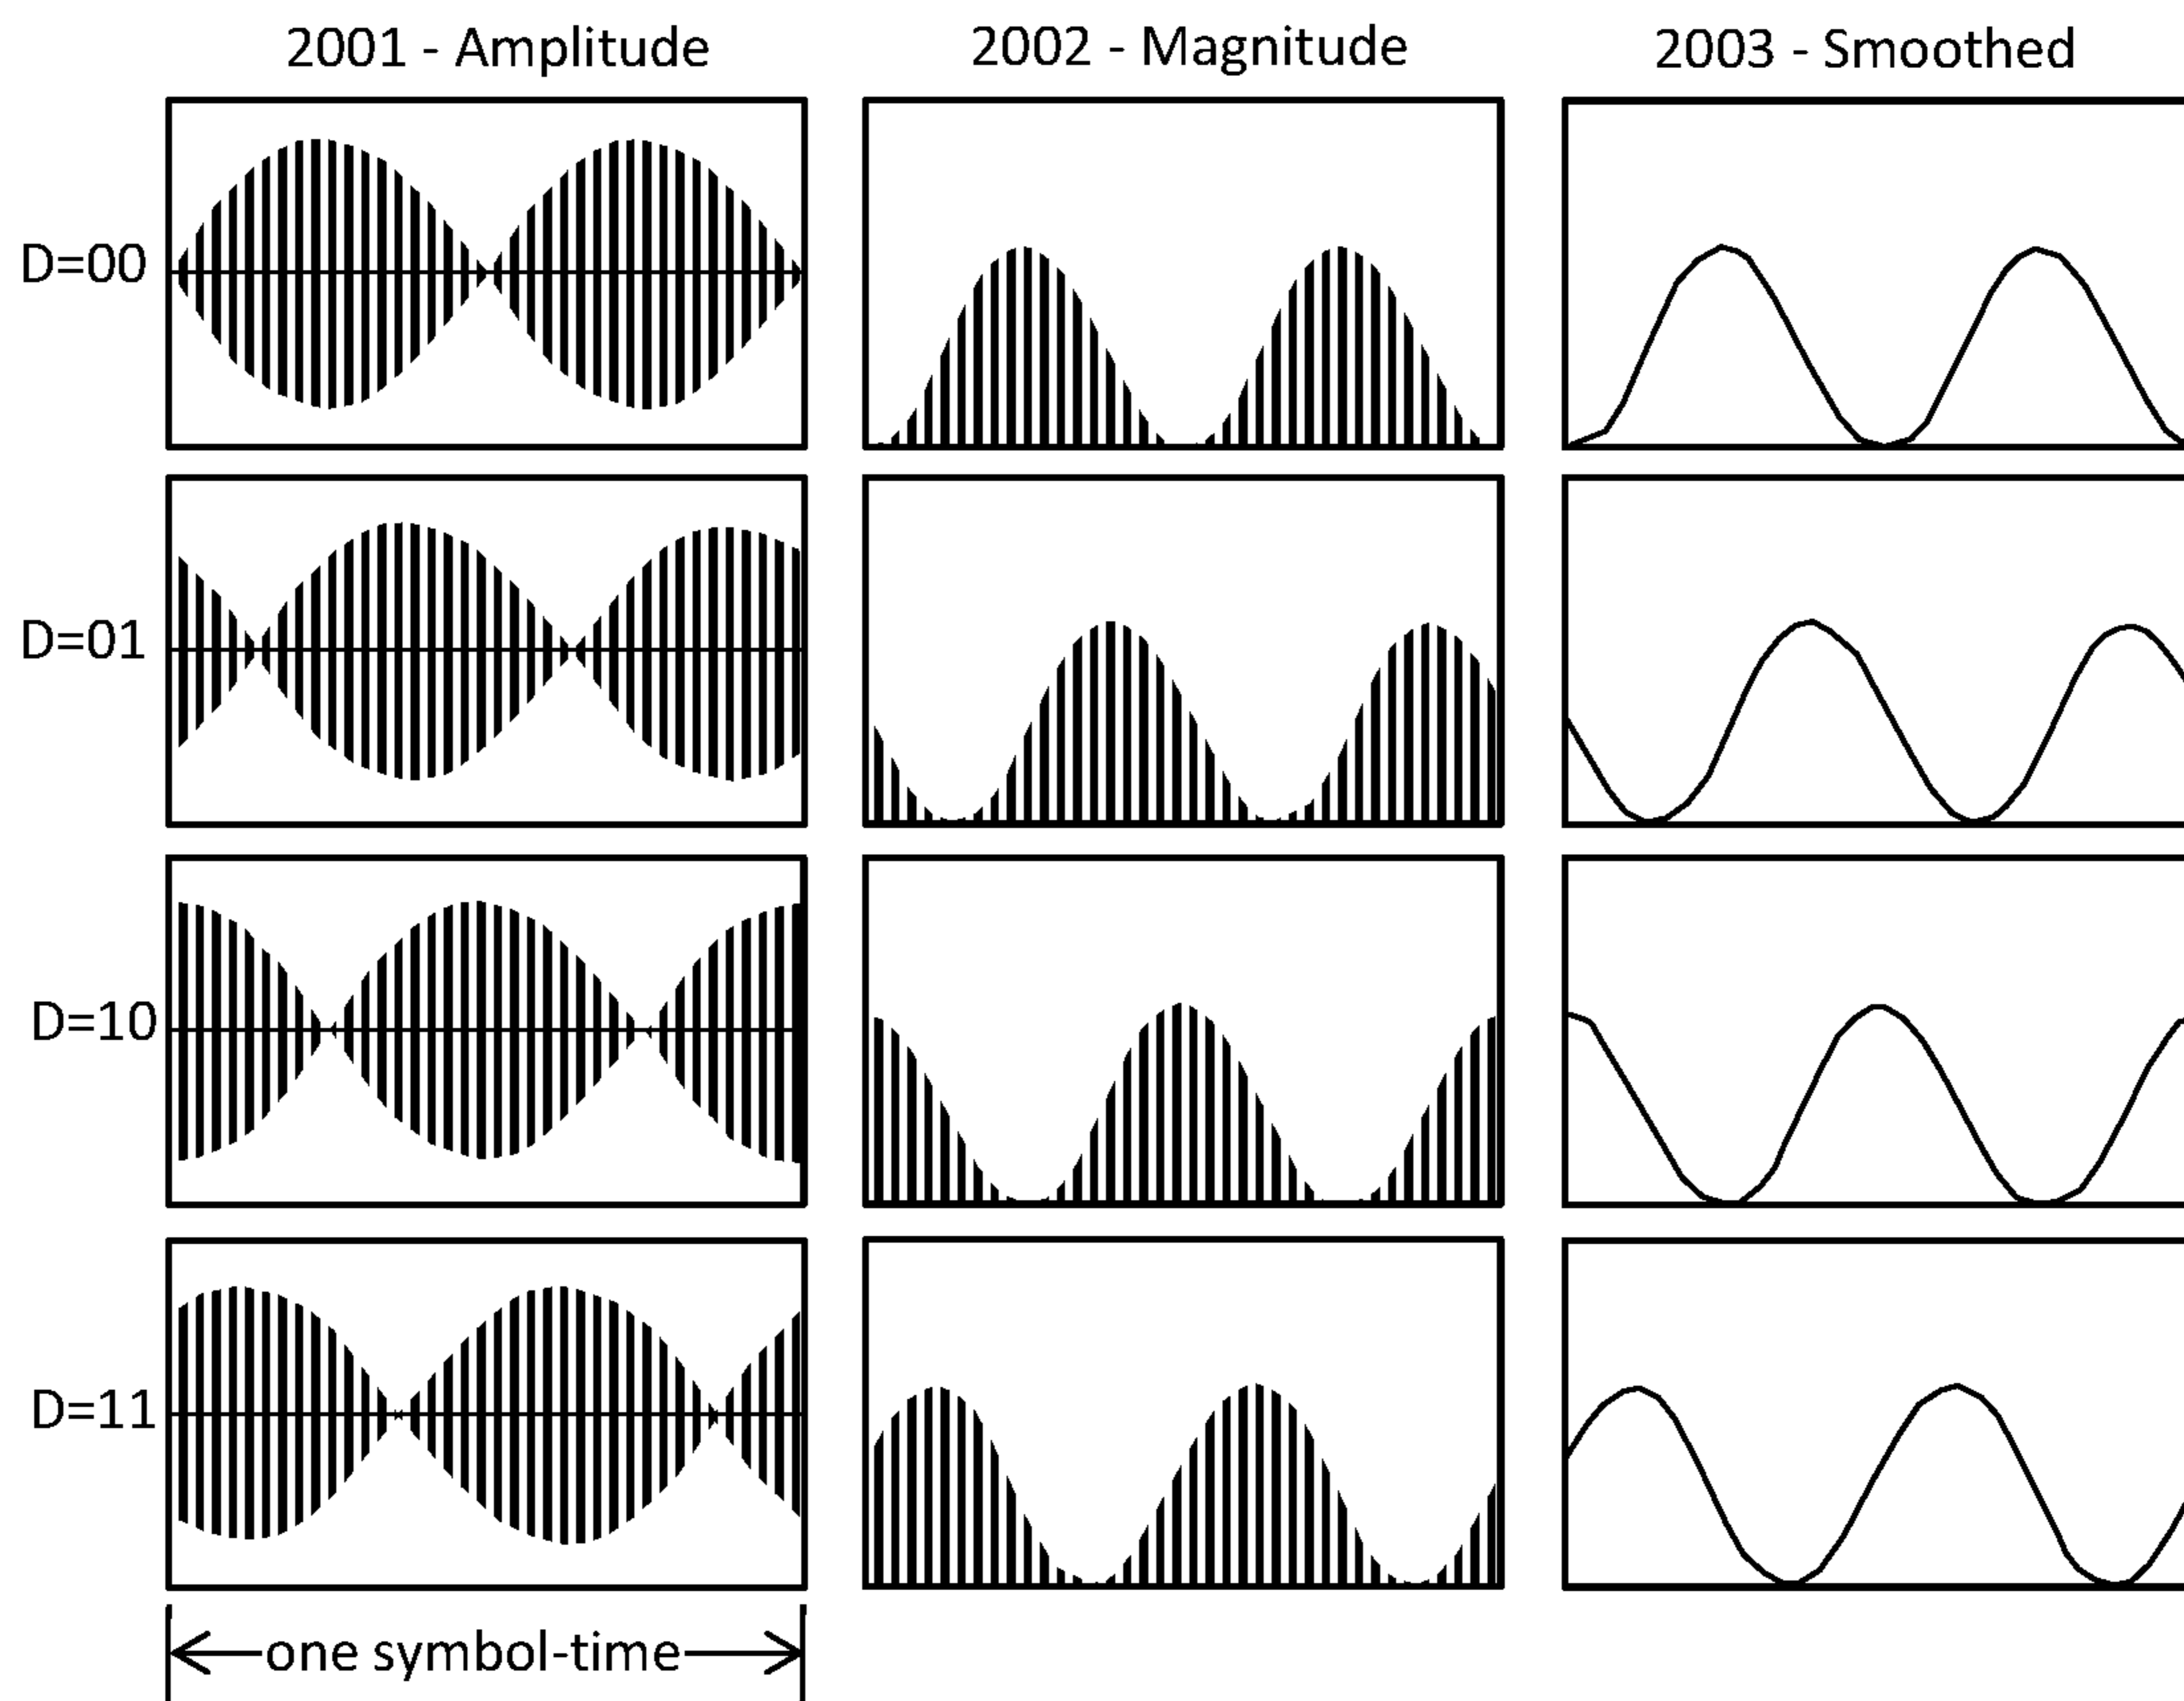 2001 - Amplitude
2002 - Magnitude
2003 - Smoothed
D=00
D=01
D=10
D=11
one symbol-time